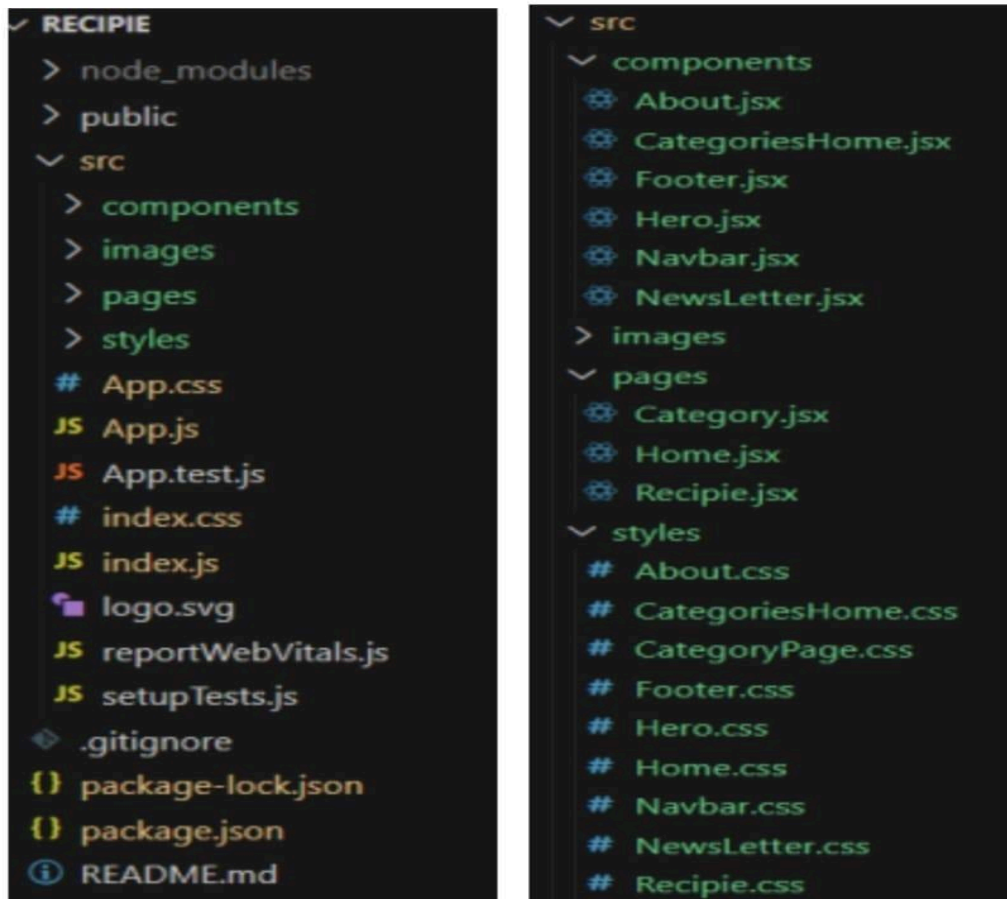 RECIPIE
node_modules
public
src
components
images
pages
styles
# App.css
JS App.js
JS App.test.js
# index.css
JS index.js
logo.svg
JS reportWebVitals.js
JS setupTests.js
.gitignore
{} package-lock.json
{} package.json
README.md
src
components
About.jsx
CategoriesHome.jsx
Footer.jsx
Hero.jsx
Navbar.jsx
NewsLetter.jsx
images
pages
Category.jsx
Home.jsx
Recipie.jsx
styles
# About.css
# CategoriesHome.css
# CategoryPage.css
# Footer.css
# Hero.css
# Home.css
# Navbar.css
# NewsLetter.css
# Recipie.css